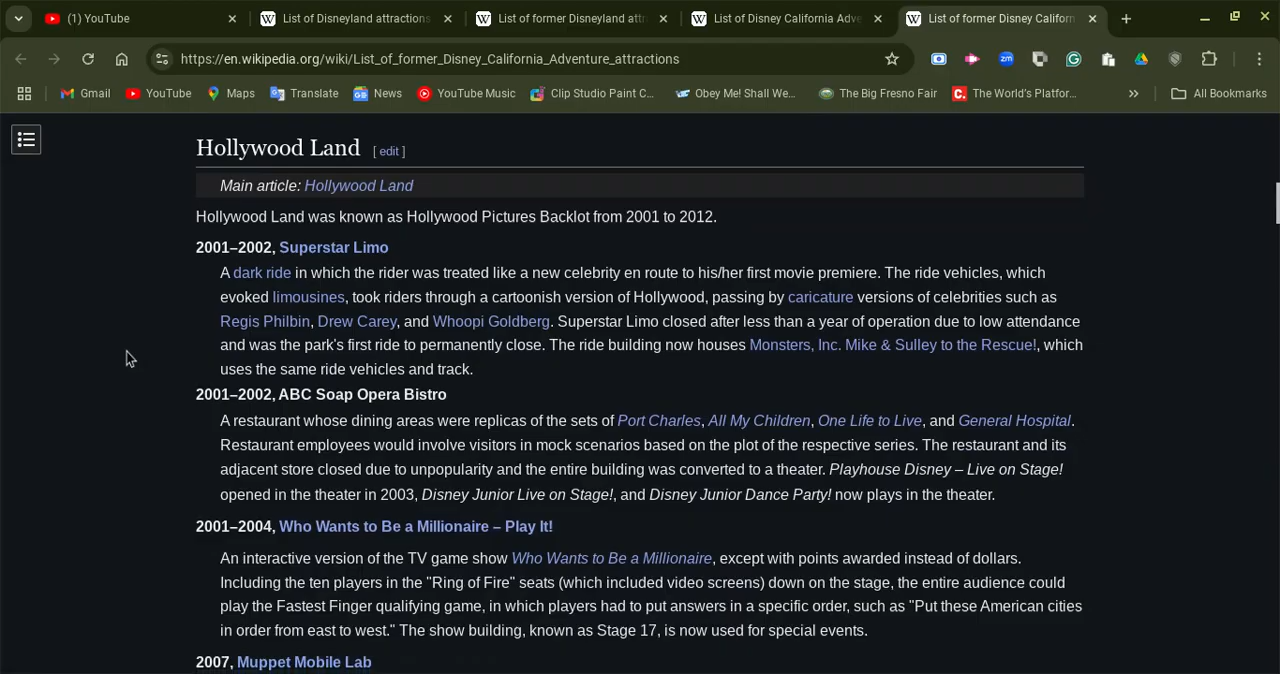 (1) YouTube
List of Disneyland attractions
List of former Disneyland attr
List of Disney California Adve
List of former Disney Californ
https://en.wikipedia.org/wiki/List_of_former_Disney_California_Adventure_attractions
zm
Gmail
YouTube
Maps
Translate
News
YouTube Music
Clip Studio Paint C...
Obey Me! Shall We...
The Big Fresno Fair
The World's Platfor...
All Bookmarks
Hollywood Land [ edit ]
Main article: Hollywood Land
Hollywood Land was known as Hollywood Pictures Backlot from 2001 to 2012.
2001–2002, Superstar Limo
A dark ride in which the rider was treated like a new celebrity en route to his/her first movie premiere. The ride vehicles, which
evoked limousines, took riders through a cartoonish version of Hollywood, passing by caricature versions of celebrities such as
Regis Philbin, Drew Carey, and Whoopi Goldberg. Superstar Limo closed after less than a year of operation due to low attendance
and was the park's first ride to permanently close. The ride building now houses Monsters, Inc. Mike & Sulley to the Rescue!, which
uses the same ride vehicles and track.
2001–2002, ABC Soap Opera Bistro
A restaurant whose dining areas were replicas of the sets of Port Charles, All My Children, One Life to Live, and General Hospital.
Restaurant employees would involve visitors in mock scenarios based on the plot of the respective series. The restaurant and its
adjacent store closed due to unpopularity and the entire building was converted to a theater. Playhouse Disney – Live on Stage!
opened in the theater in 2003, Disney Junior Live on Stage!, and Disney Junior Dance Party! now plays in the theater.
2001–2004, Who Wants to Be a Millionaire – Play It!
An interactive version of the TV game show Who Wants to Be a Millionaire, except with points awarded instead of dollars.
Including the ten players in the "Ring of Fire" seats (which included video screens) down on the stage, the entire audience could
play the Fastest Finger qualifying game, in which players had to put answers in a specific order, such as "Put these American cities
in order from east to west." The show building, known as Stage 17, is now used for special events.
2007, Muppet Mobile Lab